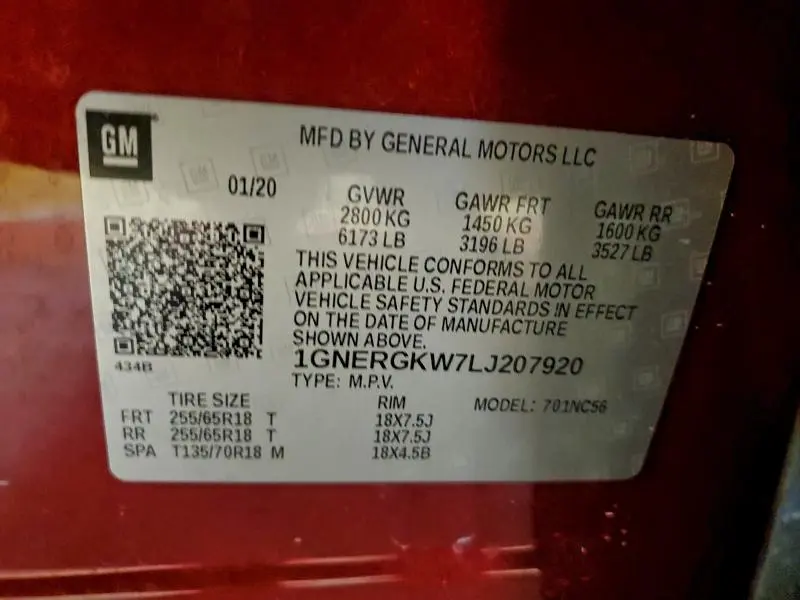 GM
MFD BY GENERAL MOTORS LLC
01/20
GVWR
2800 KG
6173 LB
GAWR FRT
1450 KG
3196 LB
GAWR RR
1600 KG
3527 LB
THIS VEHICLE CONFORMS TO ALL
APPLICABLE U.S. FEDERAL MOTOR
VEHICLE SAFETY STANDARDS IN EFFECT
ON THE DATE OF MANUFACTURE
SHOWN ABOVE.
434B
1GNERGKW7LJ207920
TYPE: M.P.V.
TIRE SIZE RIM MODEL: 701NC56
FRT 255/65R18 T 18X7.5J
RR 255/65R18 T 18X7.5J
SPA T135/70R18 M 18X4.5B